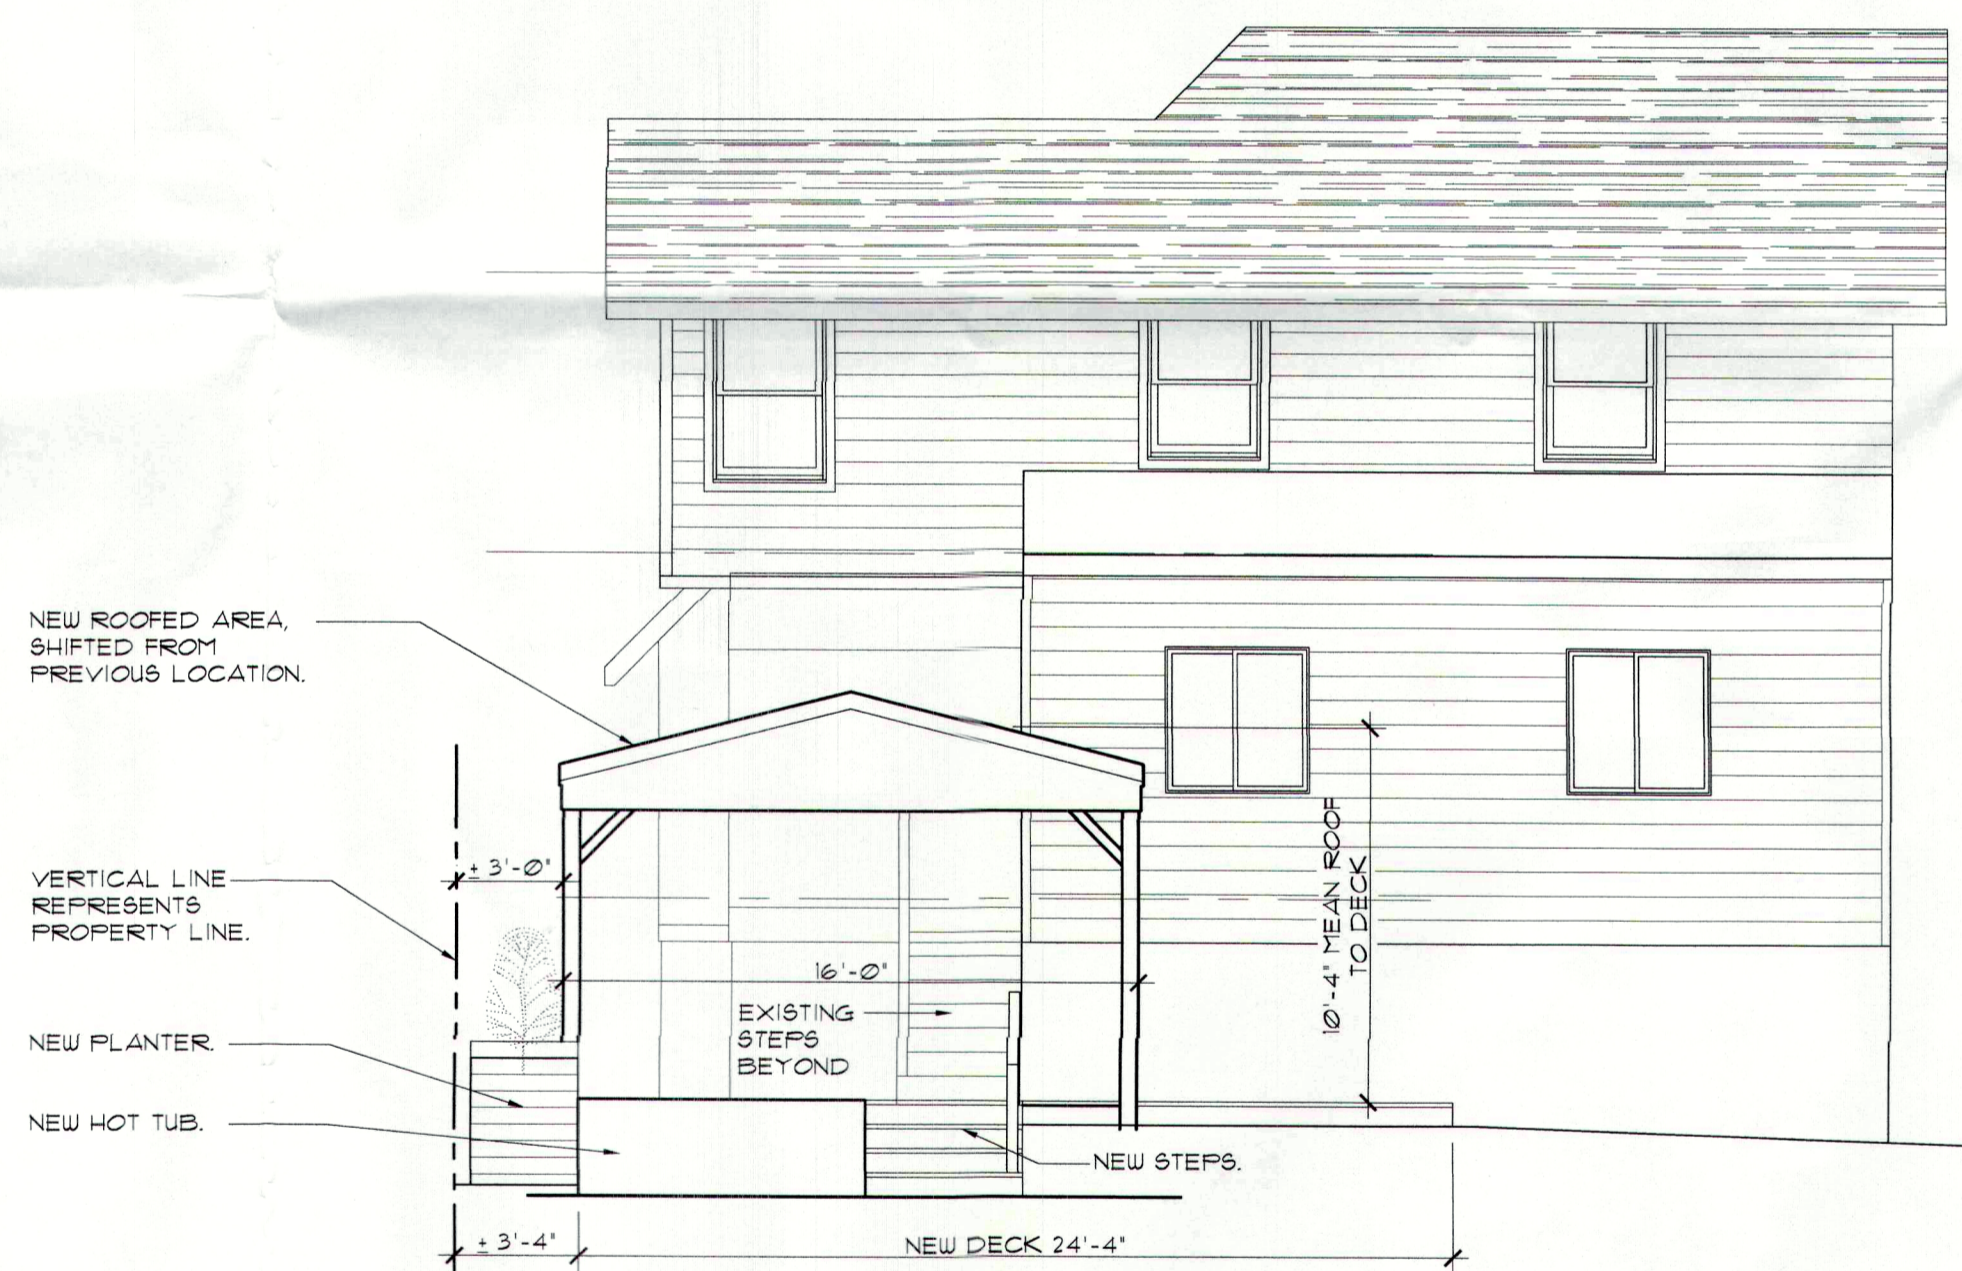 NEW ROOFED AREA,
SHIFTED FROM
PREVIOUS LOCATION.
± 3'-0"
VERTICAL LINE
REPRESENTS
PROPERTY LINE.
16'-0"
10'-4" MEAN ROOF
TO DECK
EXISTING
STEPS
BEYOND
NEW PLANTER.
NEW HOT TUB.
NEW STEPS.
± 3'-4"
NEW DECK 24'-4"